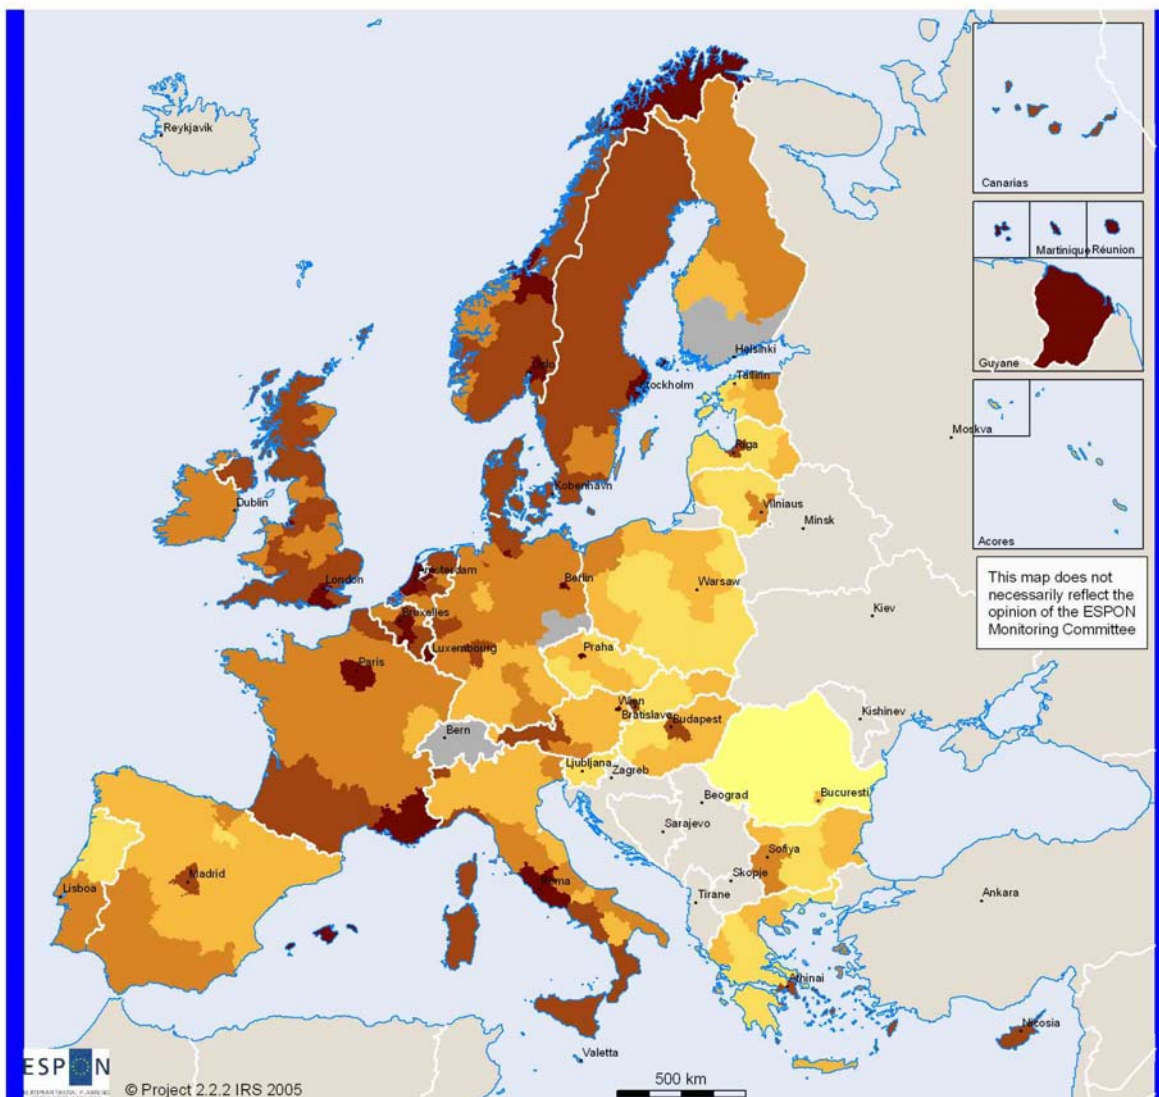 Reykjavik
Canarias
Martinique
Réunion
Guyane
Helsinki
Tallinn
Oslo
Stockholm
Moskva
Riga
Kobenhavn
Dublin
Vilniaus
Minsk
Acores
Amsterdam
Berlin
London
Warsaw
This map does not
necessarily reflect the
opinion of the ESPON
Monitoring Committee
Bruxelles
Kiev
Luxembourg
Praha
Paris
Wien
Bratislava
Budapest
Kishinev
Bern
Ljubljana
Zagreb
Beograd
Bucuresti
Sarajevo
Sofiya
Skopje
Madrid
Roma
Lisboa
Tirane
Ankara
Athinai
Nicosia
Valetta
ESPON
© Project 2.2.2 IRS 2005
500 km